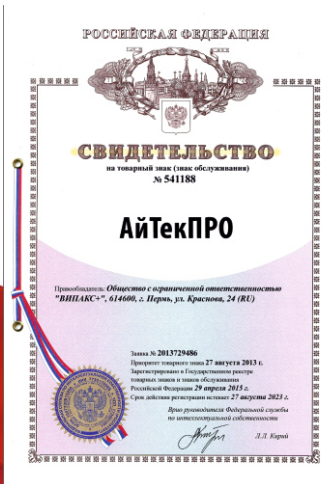 РОССИЙСКАЯ ФЕДЕРАЦИЯ
СВИДЕТЕЛЬСТВО
на товарный знак (знак обслуживания)
№ 541188
АйТекПРО
Правообладатель: Общество с ограниченной ответственностью
"ВИПАКС+", 614600, г. Пермь, ул. Краснова, 24 (RU)
Заявка № 2013729486
Приоритет товарного знака 27 августа 2013 г.
Зарегистрировано в Государственном реестре
товарных знаков и знаков обслуживания
Российской Федерации 29 апреля 2015 г.
Срок действия регистрации истекает 27 августа 2023 г.
Врио руководителя Федеральной службы
по интеллектуальной собственности
Л.Л. Кирий